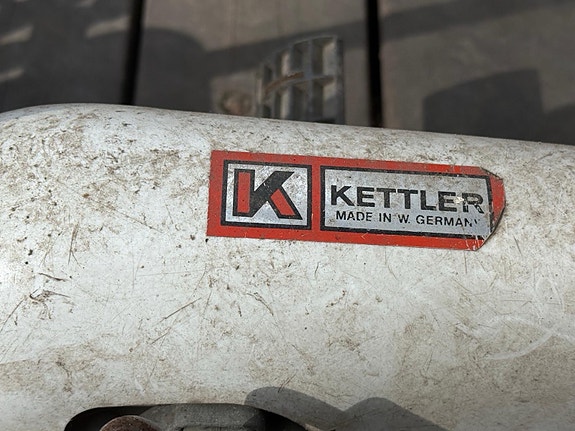 K
KETTLER
MADE IN W. GERMANY